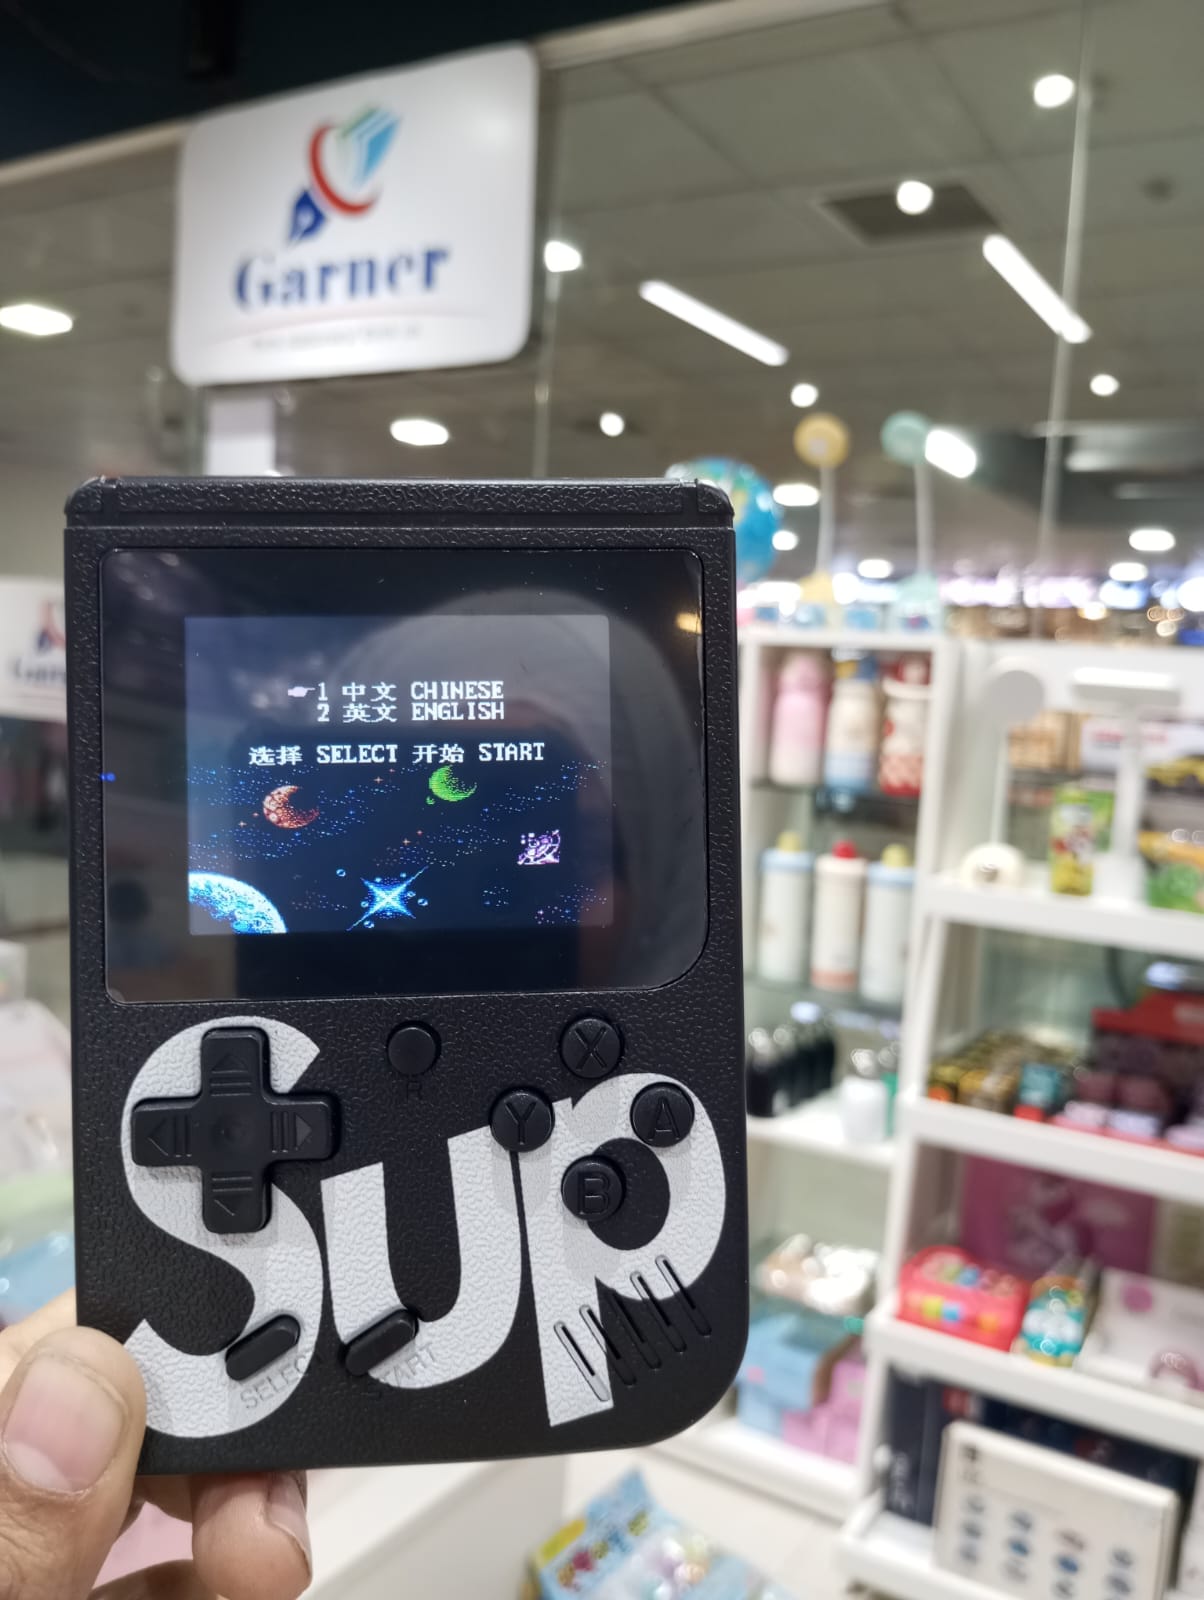 Garner
1 中文 CHINESE
2 英文 ENGLISH
选择 SELECT 开始 START
R
X
Y
A
B
Sup
SELECT
START